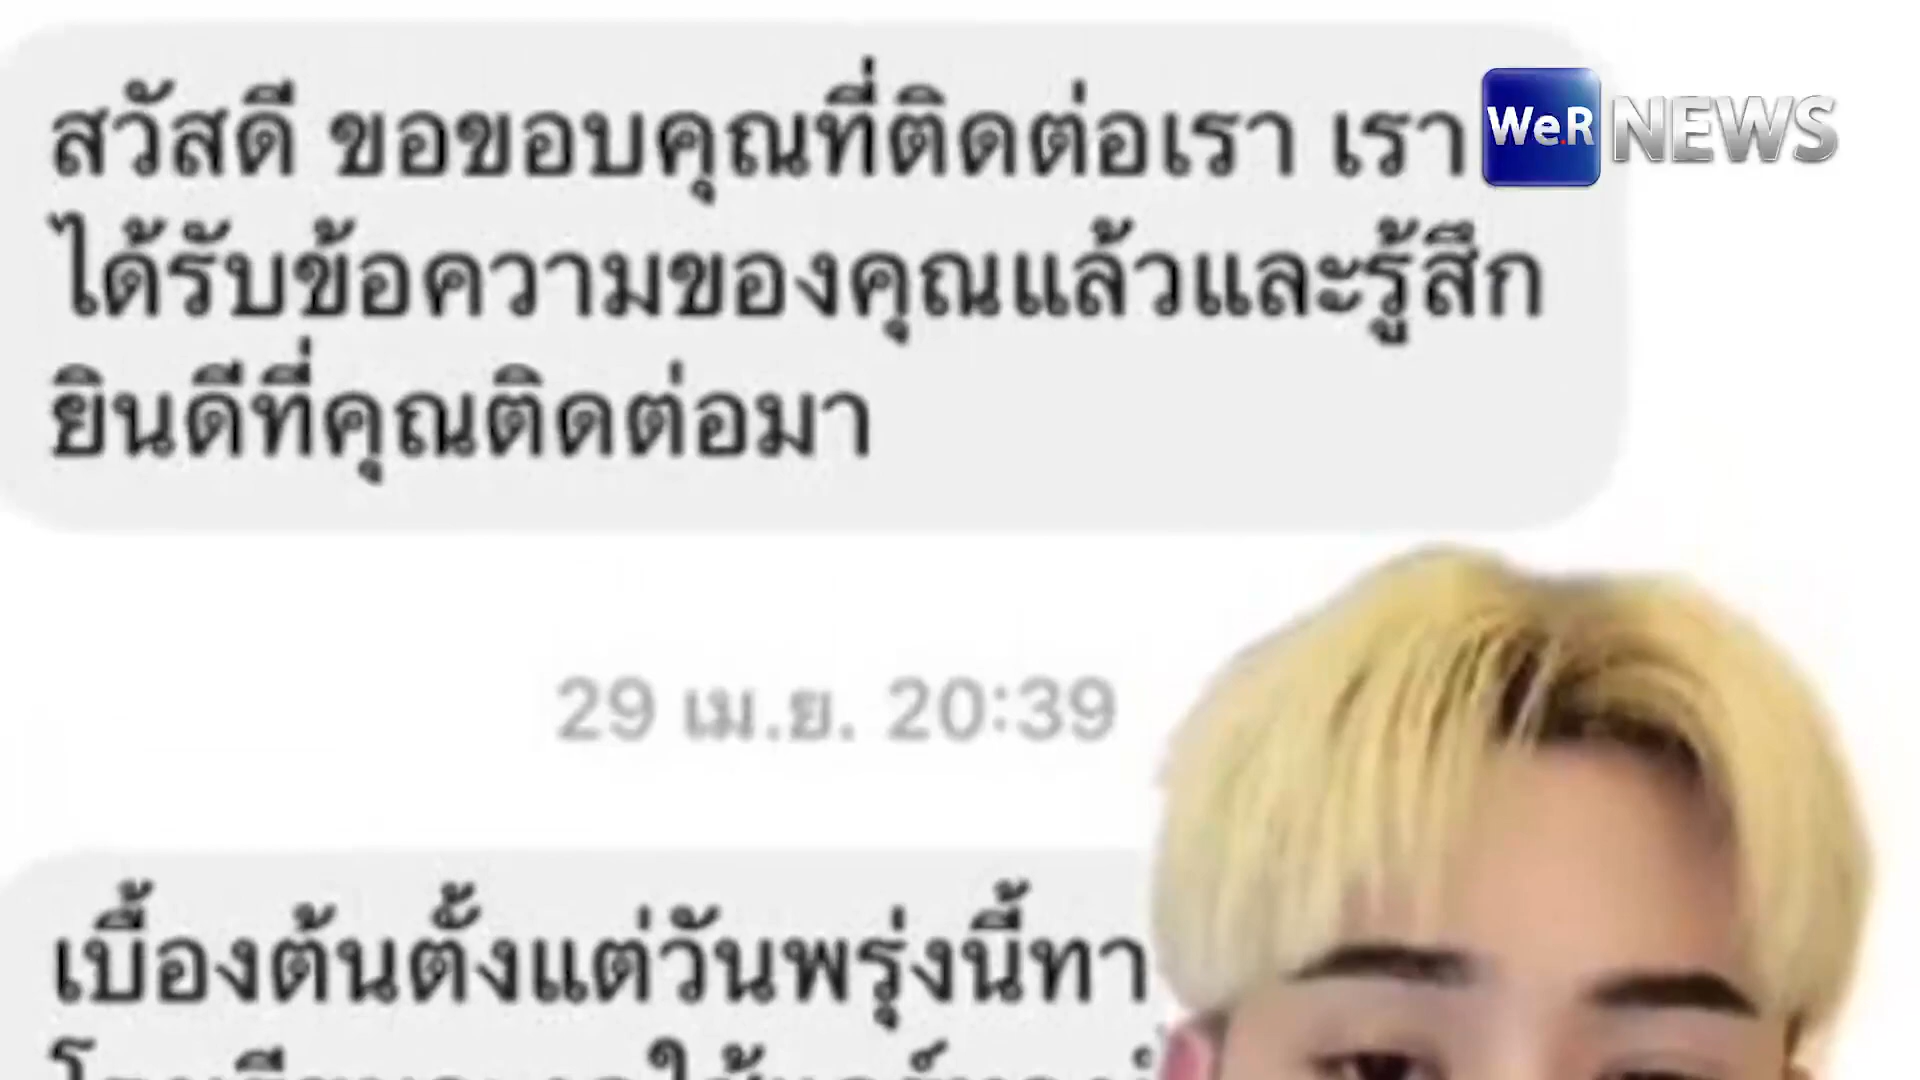 สวัสดี ขอขอบคุณที่ติดต่อเรา เรา
WeR NEWS
ได้รับข้อความของคุณแล้วและรู้สึก
ยินดีที่คุณติดต่อมา
29 เม.ย. 20:39
เบื้องต้นตั้งแต่วันพรุ่งนี้ทา